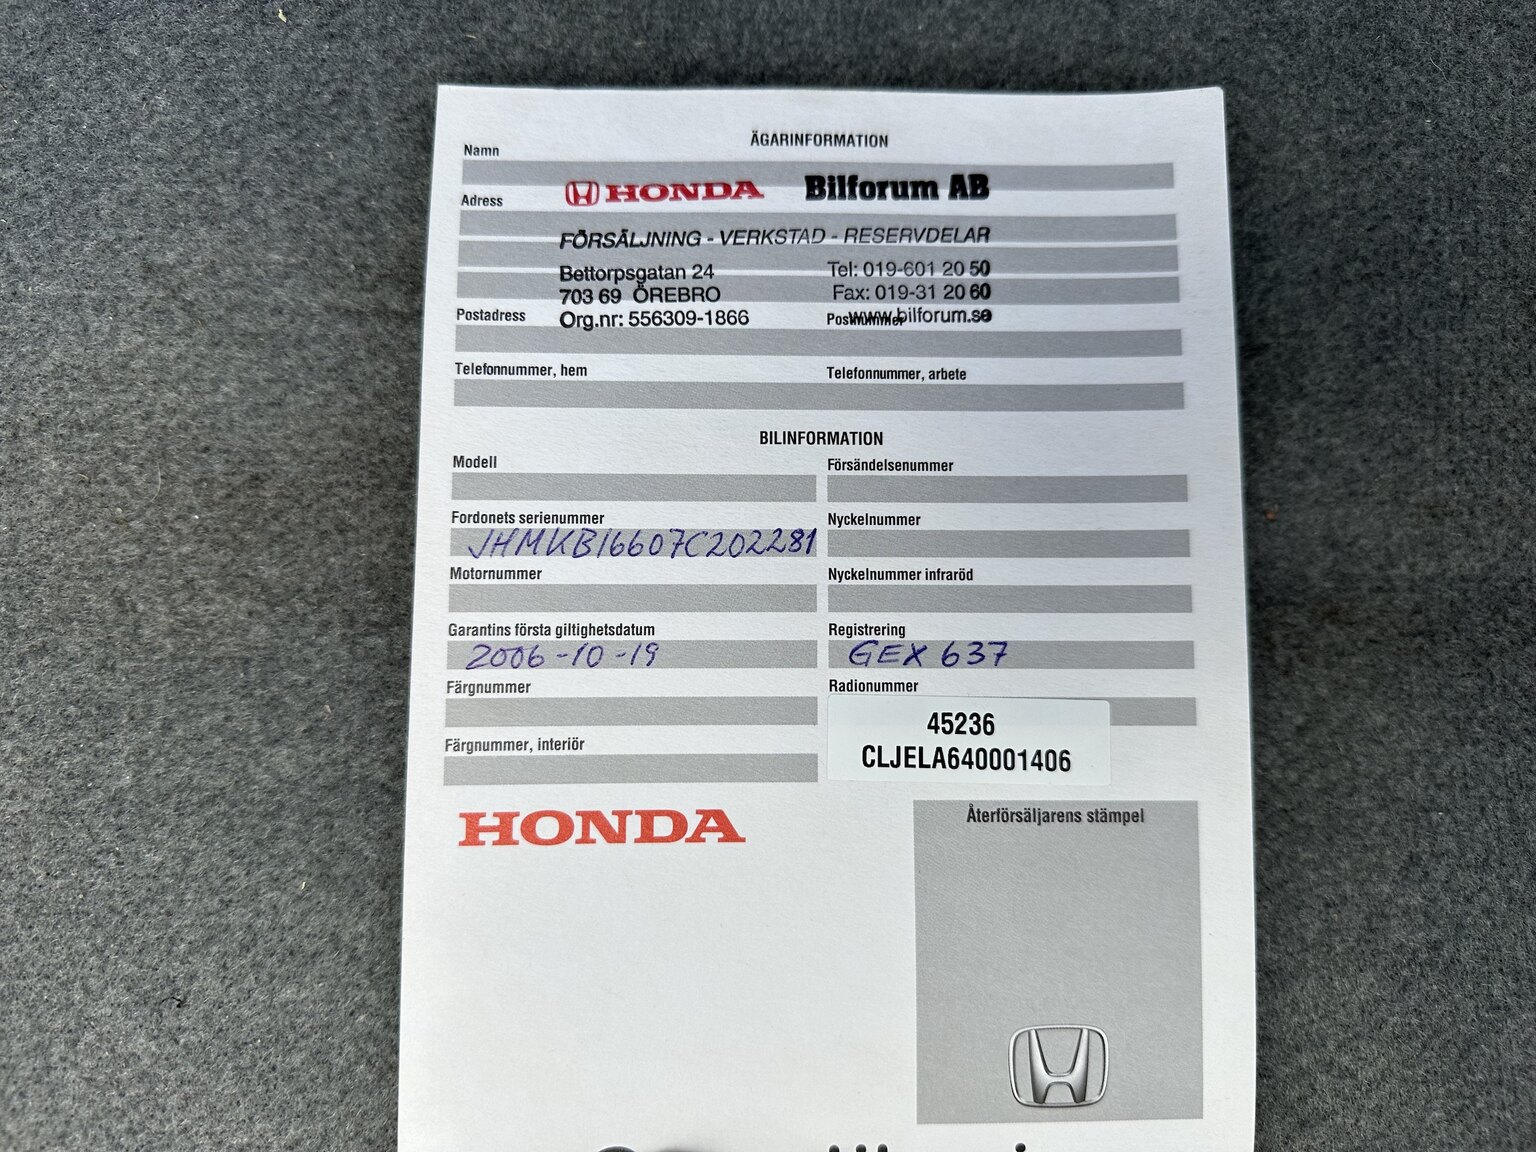 ÄGARINFORMATION
Namn
HONDA Bilforum AB
Adress
FÖRSÄLJNING - VERKSTAD - RESERVDELAR
Bettorpsgatan 24 Tel: 019-601 20 50
703 69 ÖREBRO Fax: 019-31 20 60
Postadress Org.nr: 556309-1866 Postnummer www.bilforum.se
Telefonnummer, hem Telefonnummer, arbete
BILINFORMATION
Modell Försändelsenummer
Fordonets serienummer Nyckelnummer
JHMKB16607C202281
Motornummer Nyckelnummer infraröd
Garantins första giltighetsdatum Registrering
2006-10-19 GEX 637
Färgnummer Radionummer
45236
Färgnummer, interiör CLJELA640001406
HONDA Återförsäljarens stämpel